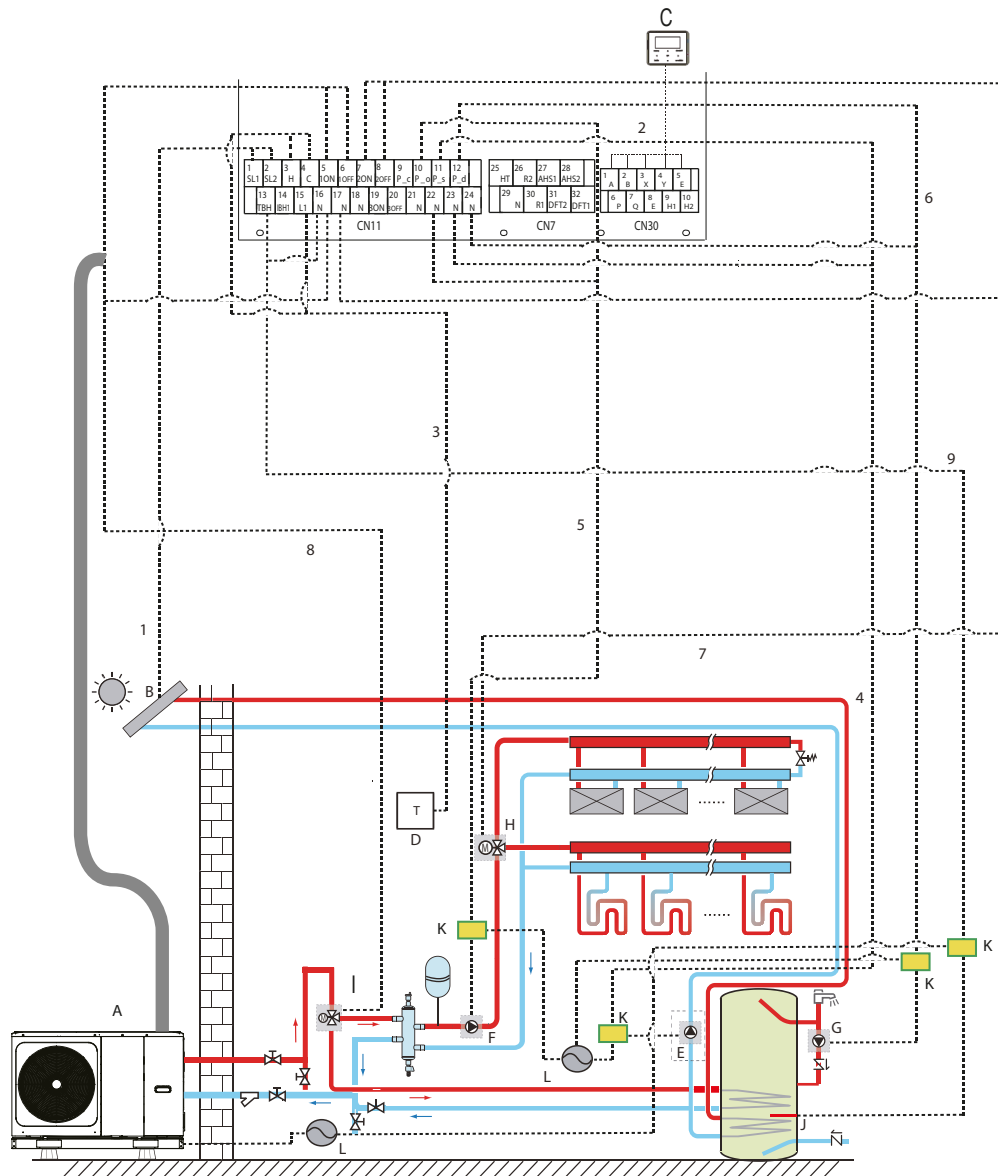 C
2
1 2 3 4 5 6 7 8 9 10 11 12
SL1 SL2 H C 1ON 1OFF 2ON 2OFF P_c P_o P_s P_d
13 14 15 16 17 18 19 20 21 22 23 24
TBH IBH1 L1 N N N 3ON 3OFF N N N N
CN11
25 26 27 28
HT R2 AHS1 AHS2
29 30 31 32
N R1 DFT2 DFT1
CN7
1 2 3 4 5
A B X Y E
6 7 8 9 10
P Q E H1 H2
CN30
6
3
9
5
8
1
7
B
4
T
D
H
M
K
K
K
I
M
A
F
K
G
E
L
J
L